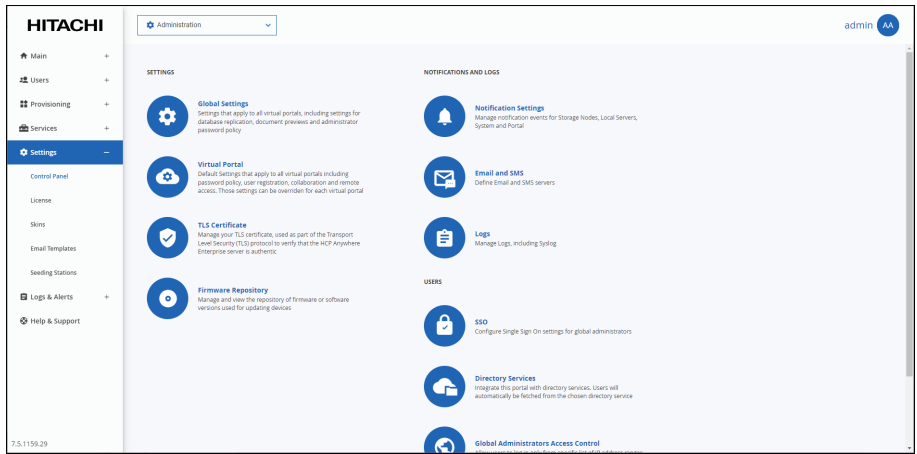 HITACHI
Administration
admin AA
Main +
Users +
Provisioning +
Services +
Settings –
Control Panel
License
Skins
Email Templates
Seeding Stations
Logs & Alerts +
Help & Support
7.5.1159.29
SETTINGS
Global Settings
Settings that apply to all virtual portals, including settings for
database replication, document previews and administrator
password policy
Virtual Portal
Default Settings that apply to all virtual portals including
password policy, user registration, collaboration and remote
access. Those settings can be overriden for each virtual portal
TLS Certificate
Manage your TLS certificate, used as part of the Transport
Level Security (TLS) protocol to verify that the HCP Anywhere
Enterprise server is authentic
Firmware Repository
Manage and view the repository of firmware or software
versions used for updating devices
NOTIFICATIONS AND LOGS
Notification Settings
Manage notification events for Storage Nodes, Local Servers,
System and Portal
Email and SMS
Define Email and SMS servers
Logs
Manage Logs, including Syslog
USERS
SSO
Configure Single Sign On settings for global administrators
Directory Services
Integrate this portal with directory services. Users will
automatically be fetched from the chosen directory service
Global Administrators Access Control